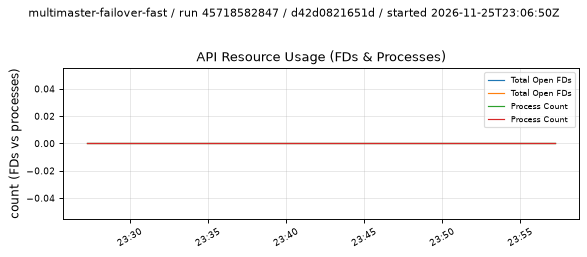 multimaster-failover-fast / run 45718582847 / d42d0821651d / started 2026-11-25T23:06:50Z
API Resource Usage (FDs & Processes)
count (FDs vs processes)
0.04
0.02
0.00
−0.02
−0.04
Total Open FDs
Total Open FDs
Process Count
Process Count
23:30
23:35
23:40
23:45
23:50
23:55